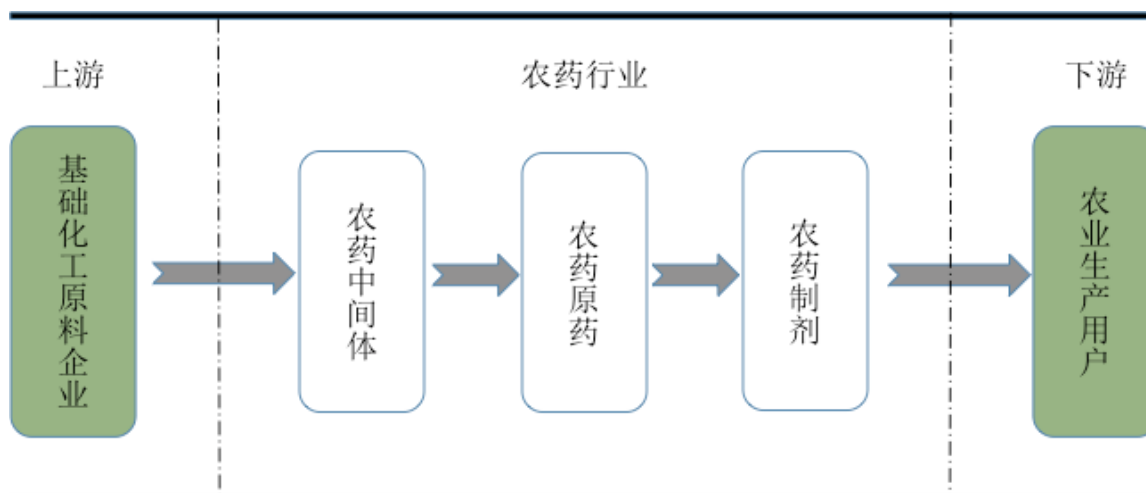 上游
农药行业
下游
基础化工原料企业
农药中间体
农药原药
农药制剂
农业生产用户